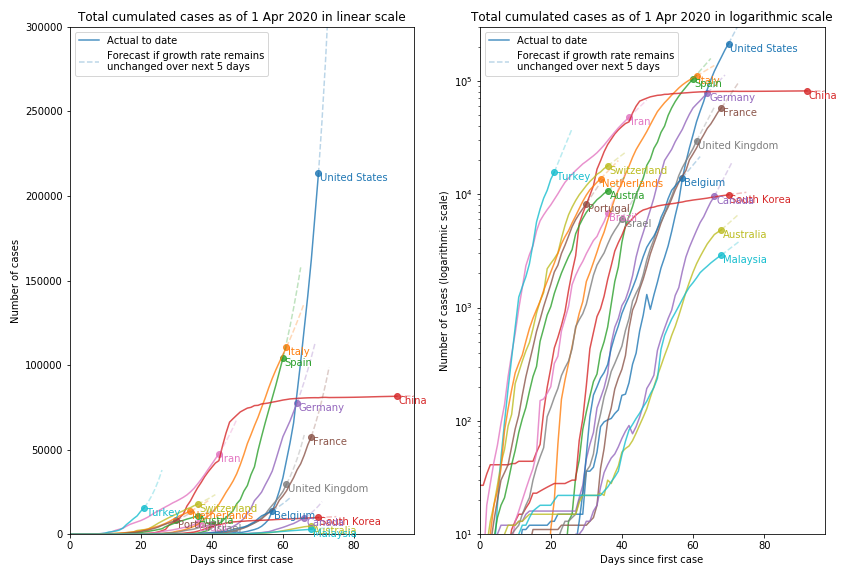 Total cumulated cases as of 1 Apr 2020 in linear scale
Actual to date
Forecast if growth rate remains
unchanged over next 5 days
Number of cases
300000
250000
200000
150000
100000
50000
0
United States
Italy
Spain
China
Germany
France
Iran
United Kingdom
Switzerland
Turkey
Netherlands
Belgium
Austria
Portugal
Canada
South Korea
Israel
Australia
Malaysia
0
20
40
60
80
Days since first case
Total cumulated cases as of 1 Apr 2020 in logarithmic scale
Actual to date
Forecast if growth rate remains
unchanged over next 5 days
Number of cases (logarithmic scale)
10^5
10^4
10^3
10^2
10^1
United States
Italy
Spain
China
Germany
France
Iran
United Kingdom
Switzerland
Turkey
Netherlands
Belgium
Austria
Canada
South Korea
Portugal
Brazil
Israel
Australia
Malaysia
0
20
40
60
80
Days since first case